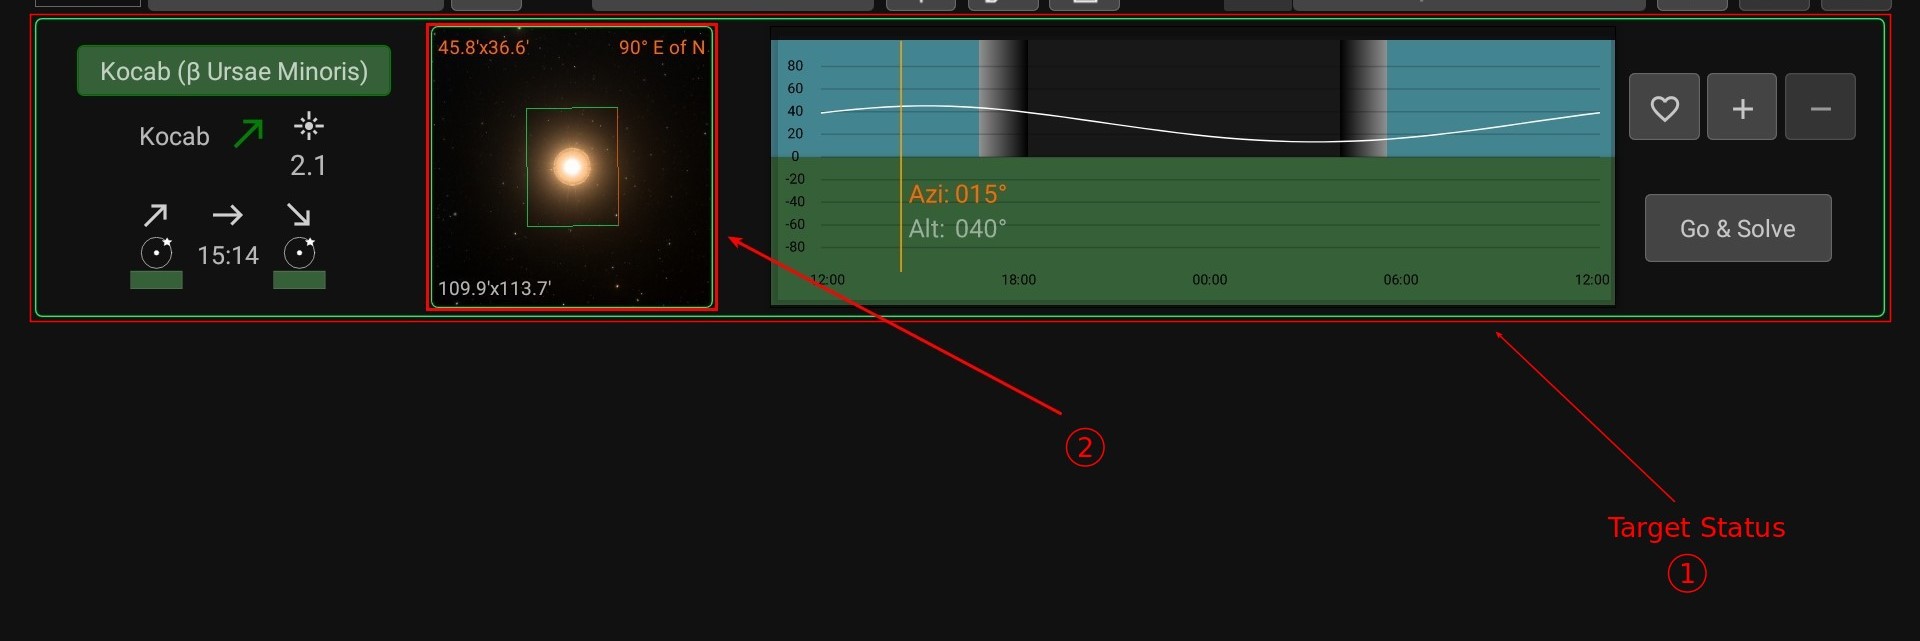 Kocab (β Ursae Minoris)
Kocab
2.1
15:14
45.8'x36.6'
90° E of N
109.9'x113.7'
80
60
40
20
0
-20
-40
-60
-80
Azi: 015°
Alt: 040°
12:00
18:00
00:00
06:00
12:00
Go & Solve
②
Target Status
①